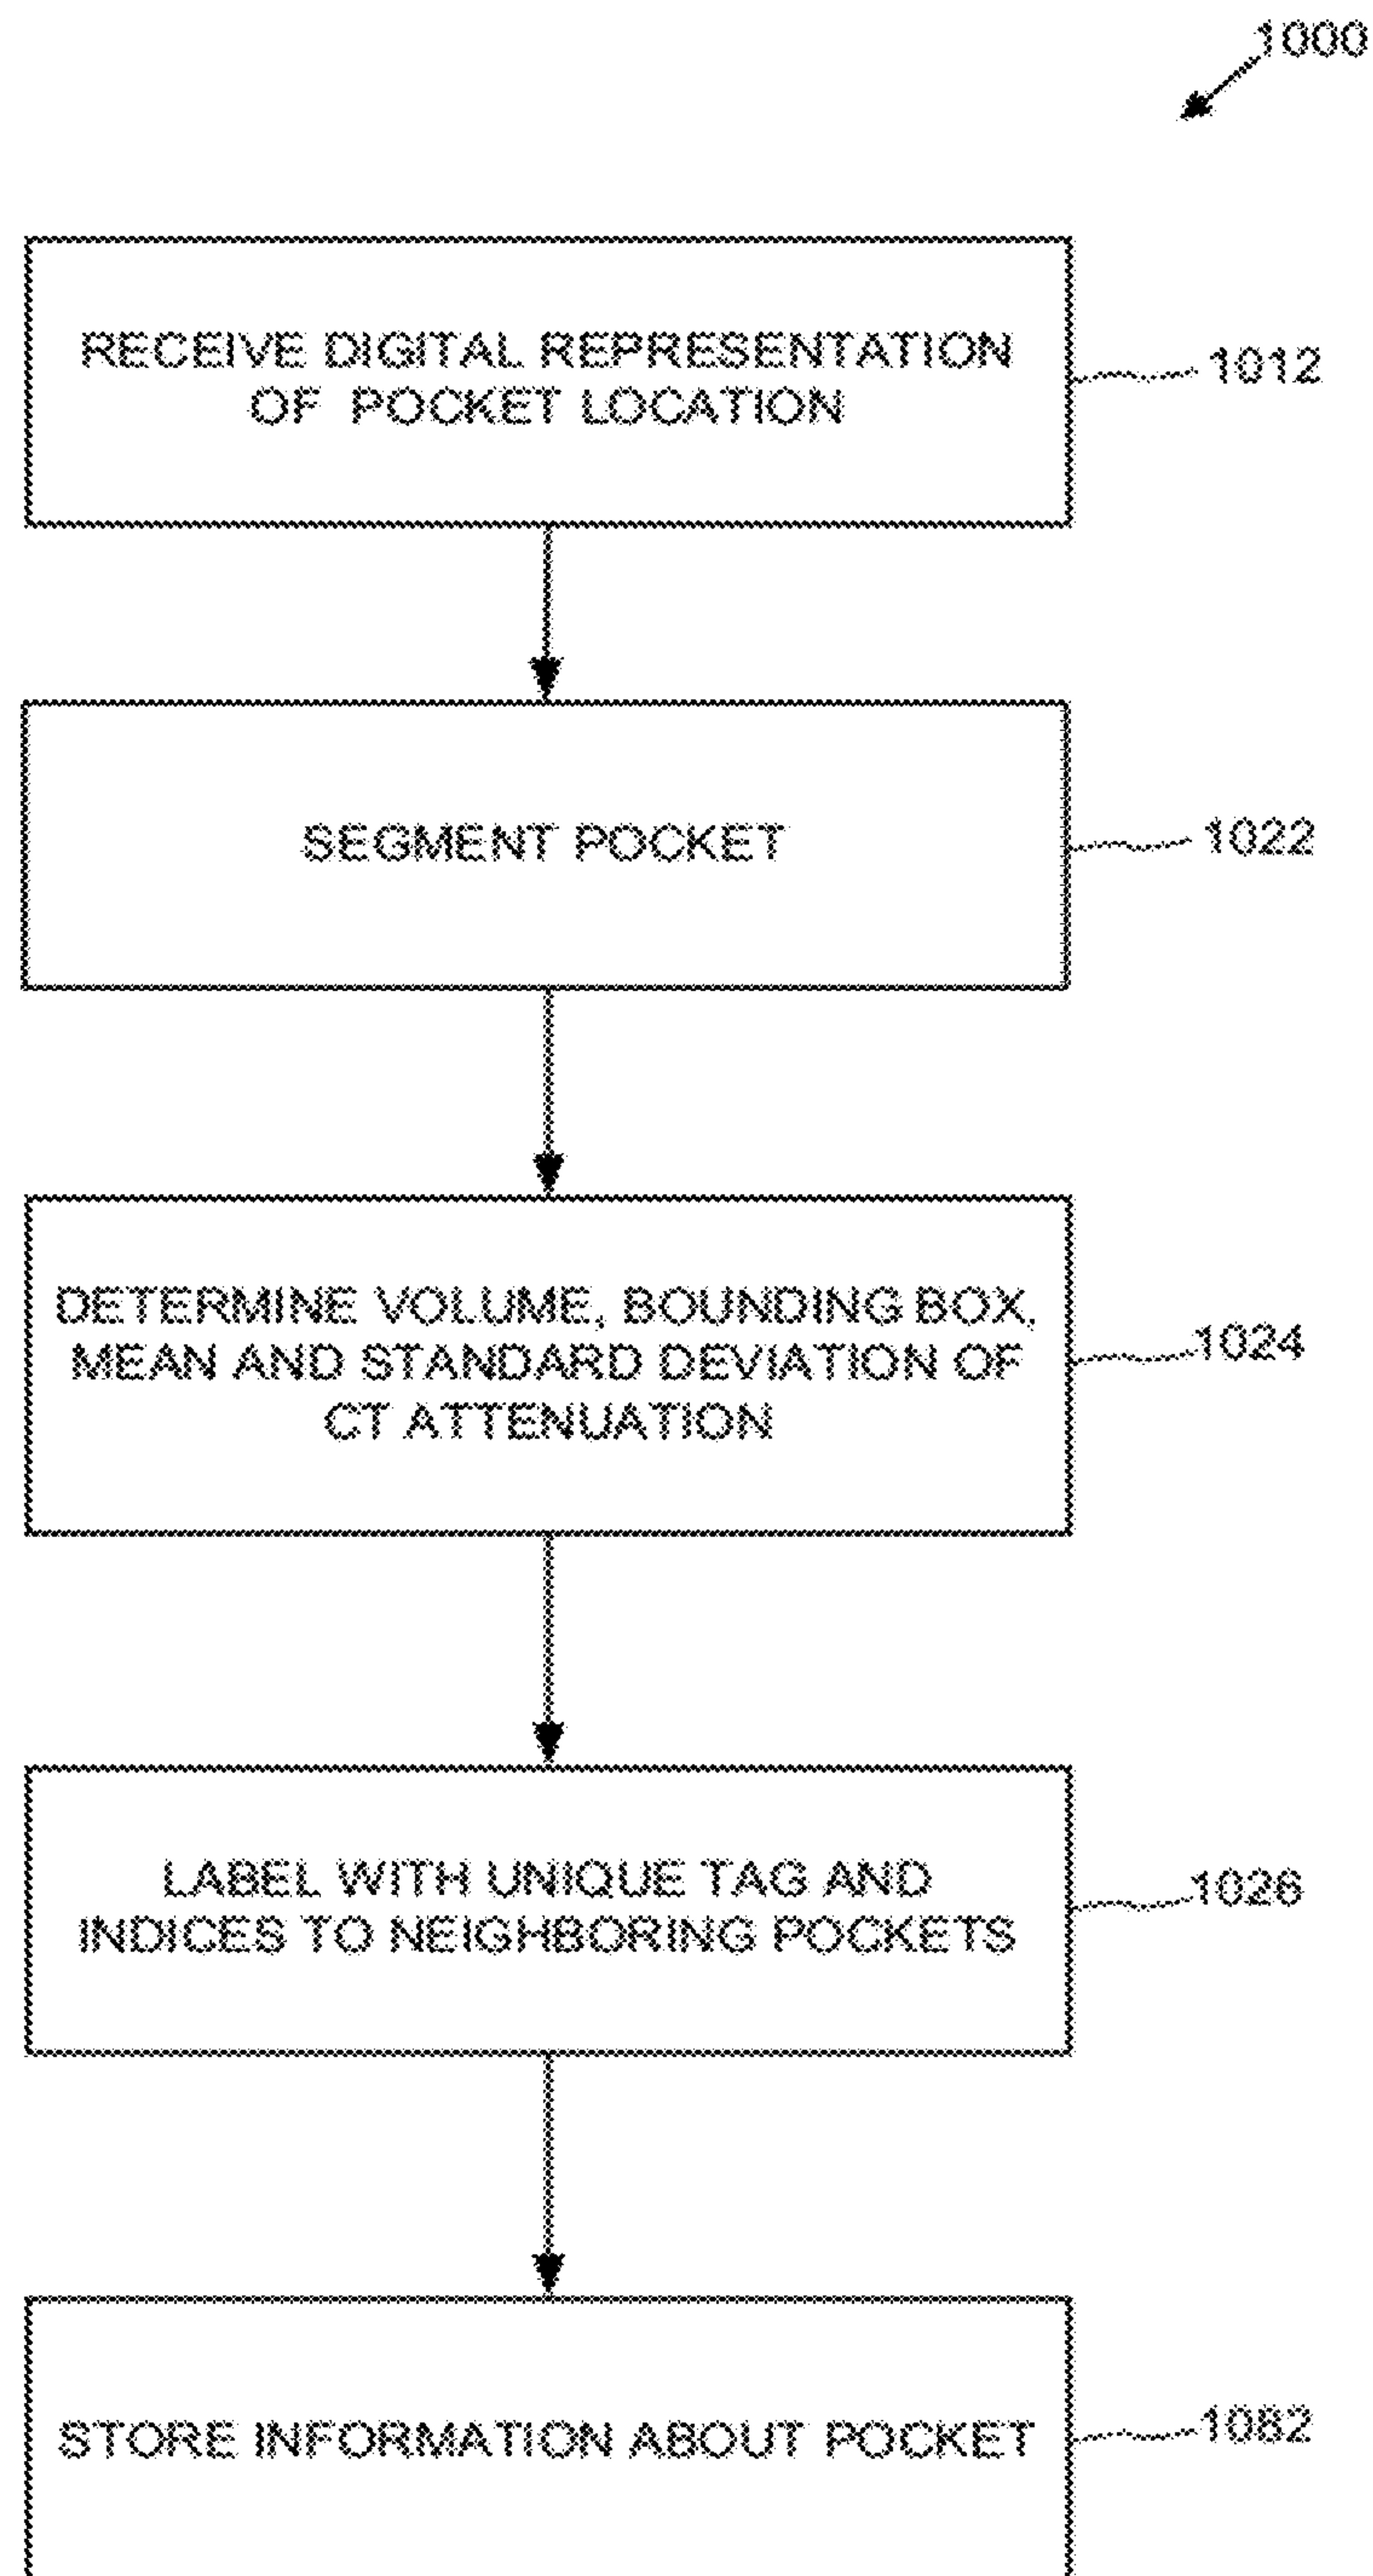 1000
RECEIVE DIGITAL REPRESENTATION
OF POCKET LOCATION
1012
SEGMENT POCKET
1022
DETERMINE VOLUME, BOUNDING BOX,
MEAN AND STANDARD DEVIATION OF
CT ATTENUATION
1024
LABEL WITH UNIQUE TAG AND
INDICES TO NEIGHBORING POCKETS
1026
STORE INFORMATION ABOUT POCKET
1082